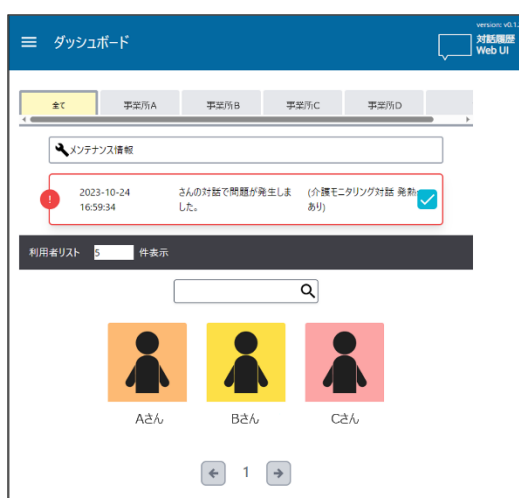 version: v0.1.
ダッシュボード
対話履歴
Web UI
全て 事業所A 事業所B 事業所C 事業所D
メンテナンス情報
2023-10-24 さんの対話で問題が発生しま (介護モニタリング対話 発熱
16:59:34 した。 あり)
利用者リスト 5 件表示
Aさん Bさん Cさん
1